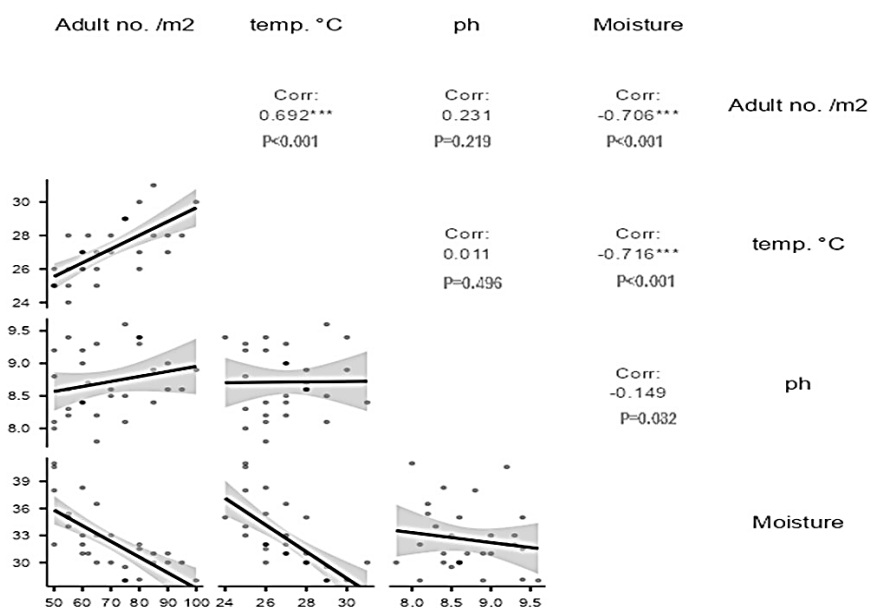 Adult no. /m2 temp. °C ph Moisture
Corr: Corr: Corr:
0.692*** 0.231 -0.706***
P<0.001 P=0.219 P<0.001
Adult no. /m2
30
28
26
24
Corr: Corr:
0.011 -0.716***
P=0.496 P<0.001
temp. °C
9.5
9.0
8.5
8.0
Corr:
-0.149
P=0.032
ph
39
36
33
30
Moisture
50 60 70 80 90 100 24 26 28 30 8.0 8.5 9.0 9.5